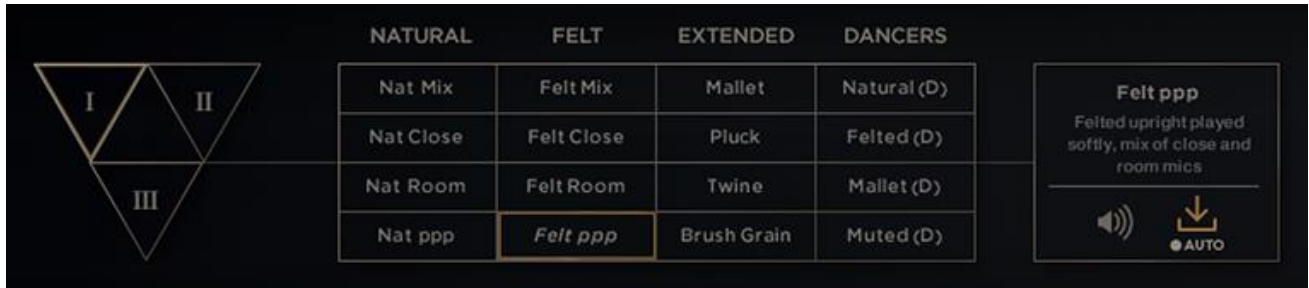 NATURAL FELT EXTENDED DANCERS
I II
III
Nat Mix Felt Mix Mallet Natural (D)
Nat Close Felt Close Pluck Felted (D)
Nat Room Felt Room Twine Mallet (D)
Nat ppp Felt ppp Brush Grain Muted (D)
Felt ppp
Felted upright played
softly, mix of close and
room mics
AUTO